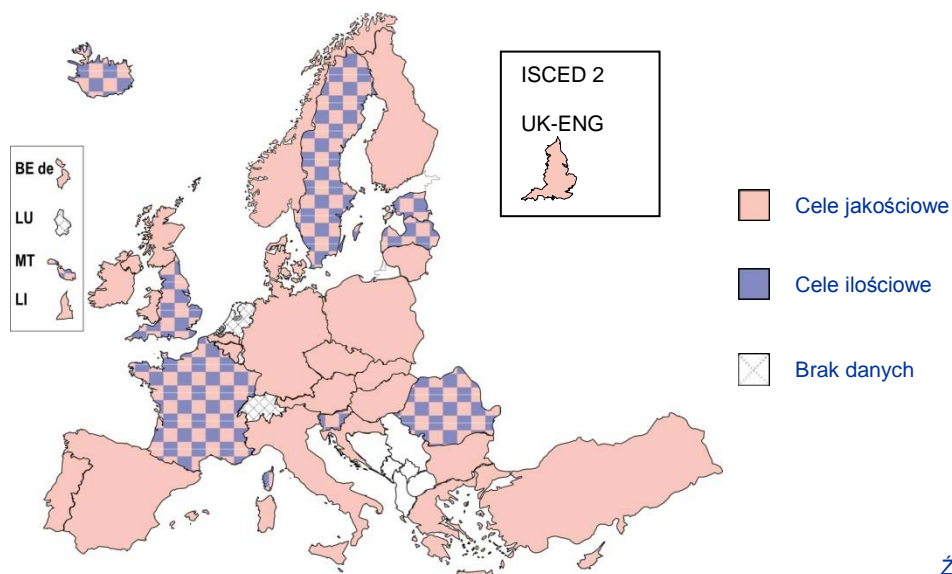 ISCED 2
UK-ENG
BE de
LU
MT
LI
Cele jakościowe
Cele ilościowe
Brak danych
Ź